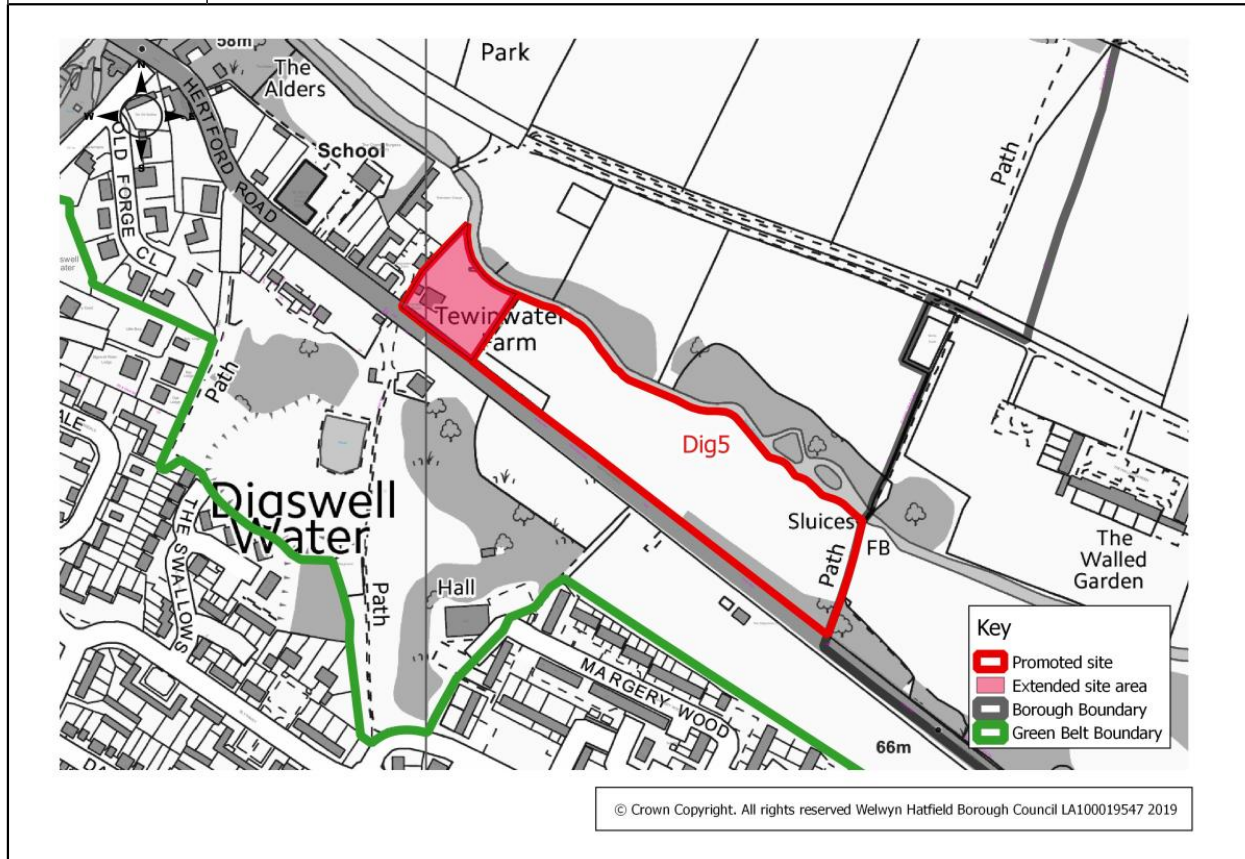 58m
The
Alders
Park
N
W
E
S
HERTFORD ROAD
OLD FORGE CL
School
Path
Tewinwater
Farm
Path
Dig5
Digswell
Water
THE SWALLOWS
Path
Hall
MARGERY WOOD
Sluices
FB
Path
The
Walled
Garden
66m
Key
Promoted site
Extended site area
Borough Boundary
Green Belt Boundary
© Crown Copyright. All rights reserved Welwyn Hatfield Borough Council LA100019547 2019